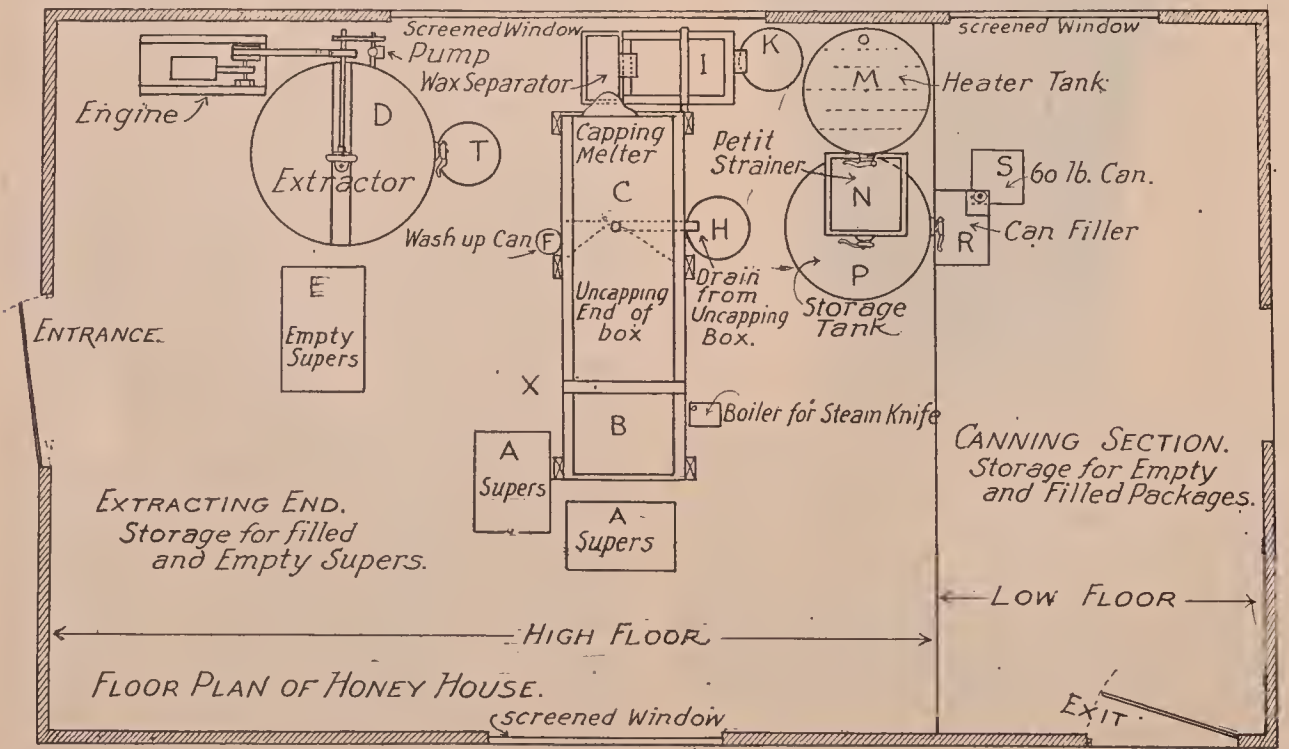 Screened Window
screened Window
Pump
Wax Separator
I
K
M
Heater Tank
Engine
D
Extractor
T
Capping
Melter
C
Petit
Strainer
N
S
60 lb. Can.
Wash up Can
F
H
R
Can Filler
P
Storage
Tank
Drain
from
Uncapping
Box.
Uncapping
End of
box
E
Empty
Supers
ENTRANCE.
X
B
Boiler for Steam Knife
A
Supers
A
Supers
CANNING SECTION.
Storage for Empty
and Filled Packages.
EXTRACTING END.
Storage for filled
and Empty Supers.
LOW FLOOR
HIGH FLOOR
FLOOR PLAN OF HONEY HOUSE.
screened Window
EXIT.